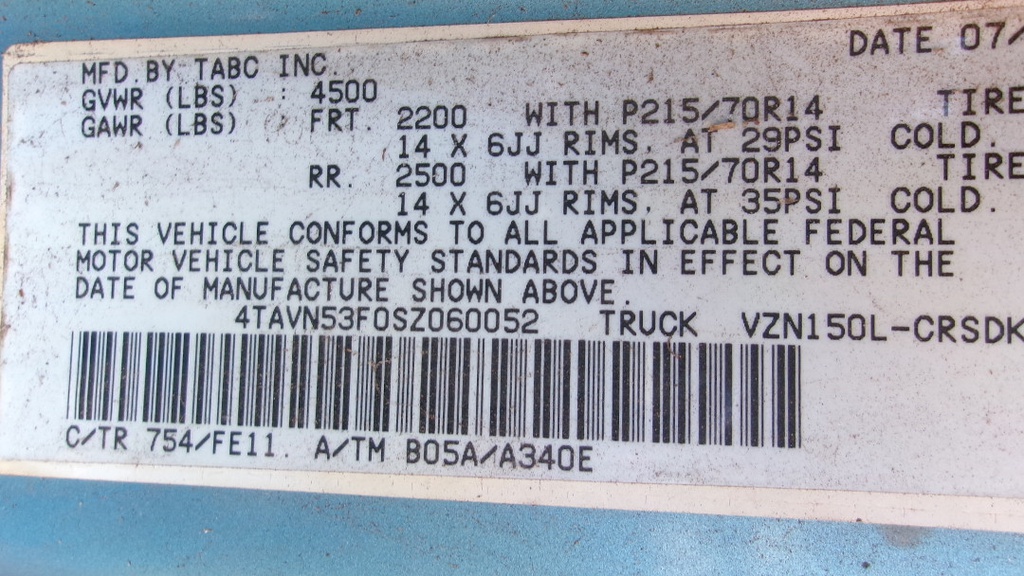 DATE 07/
MFD. BY TABC INC.
GVWR (LBS) : 4500
GAWR (LBS) : FRT. 2200 WITH P215/70R14 TIRE
14 X 6JJ RIMS. AT 29PSI COLD.
RR. 2500 WITH P215/70R14 TIRE
14 X 6JJ RIMS. AT 35PSI COLD.
THIS VEHICLE CONFORMS TO ALL APPLICABLE FEDERAL
MOTOR VEHICLE SAFETY STANDARDS IN EFFECT ON THE
DATE OF MANUFACTURE SHOWN ABOVE.
4TAVN53F0SZ060052 TRUCK VZN150L-CRSDK
C/TR 754/FE11. A/TM B05A/A340E